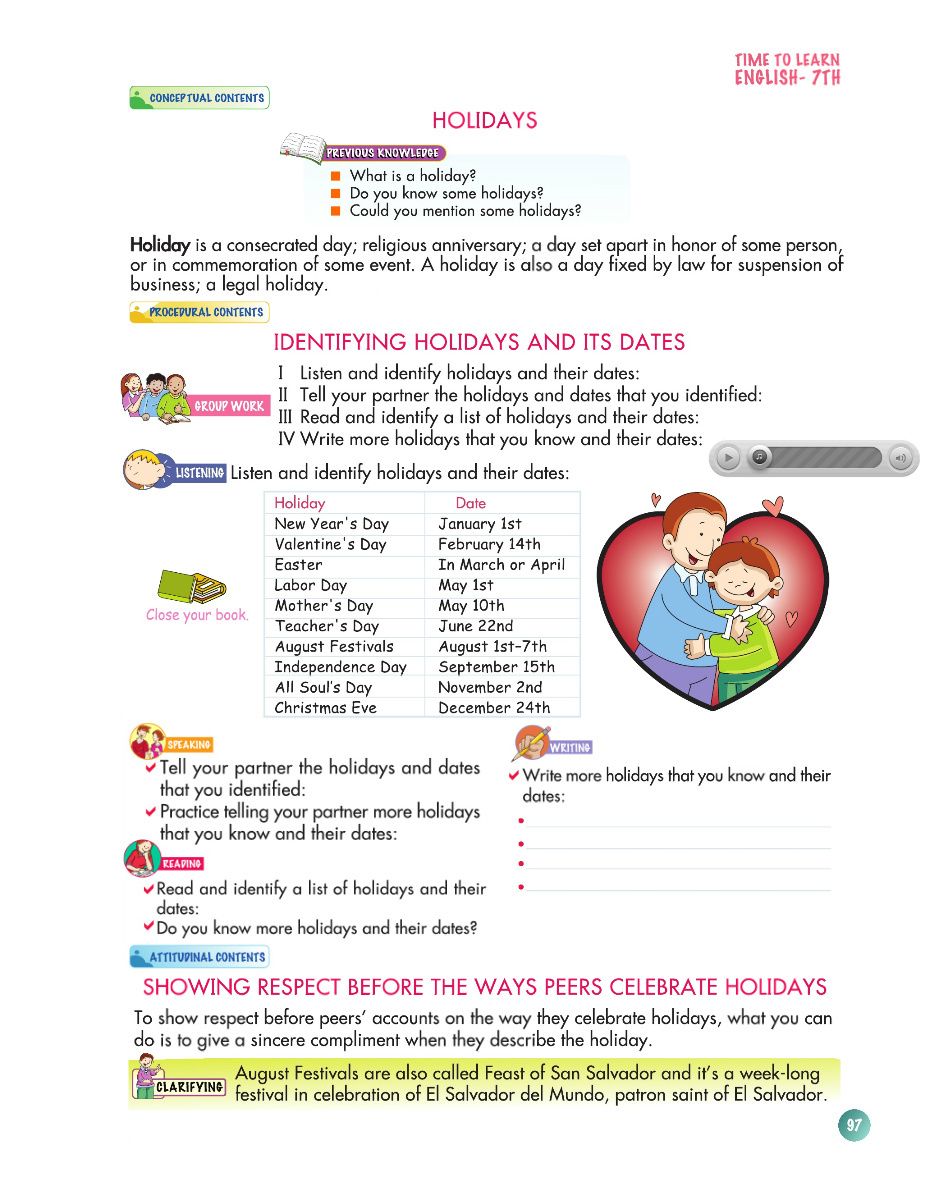 TIME TO LEARN
ENGLISH- 7TH
CONCEPTUAL CONTENTS
HOLIDAYS
PREVIOUS KNOWLEDGE
What is a holiday?
Do you know some holidays?
Could you mention some holidays?
Holiday is a consecrated day; religious anniversary; a day set apart in honor of some person,
or in commemoration of some event. A holiday is also a day fixed by law for suspension of
business; a legal holiday.
PROCEDURAL CONTENTS
IDENTIFYING HOLIDAYS AND ITS DATES
GROUP WORK
I Listen and identify holidays and their dates:
II Tell your partner the holidays and dates that you identified:
III Read and identify a list of holidays and their dates:
IV Write more holidays that you know and their dates:
LISTENING Listen and identify holidays and their dates:
Close your book.
Holiday Date
New Year's Day January 1st
Valentine's Day February 14th
Easter In March or April
Labor Day May 1st
Mother's Day May 10th
Teacher's Day June 22nd
August Festivals August 1st-7th
Independence Day September 15th
All Soul's Day November 2nd
Christmas Eve December 24th
SPEAKING
Tell your partner the holidays and dates
that you identified:
Practice telling your partner more holidays
that you know and their dates:
READING
Read and identify a list of holidays and their
dates:
Do you know more holidays and their dates?
WRITING
Write more holidays that you know and their
dates:
ATTITUDINAL CONTENTS
SHOWING RESPECT BEFORE THE WAYS PEERS CELEBRATE HOLIDAYS
To show respect before peers' accounts on the way they celebrate holidays, what you can
do is to give a sincere compliment when they describe the holiday.
CLARIFYING
August Festivals are also called Feast of San Salvador and it's a week-long
festival in celebration of El Salvador del Mundo, patron saint of El Salvador.
97